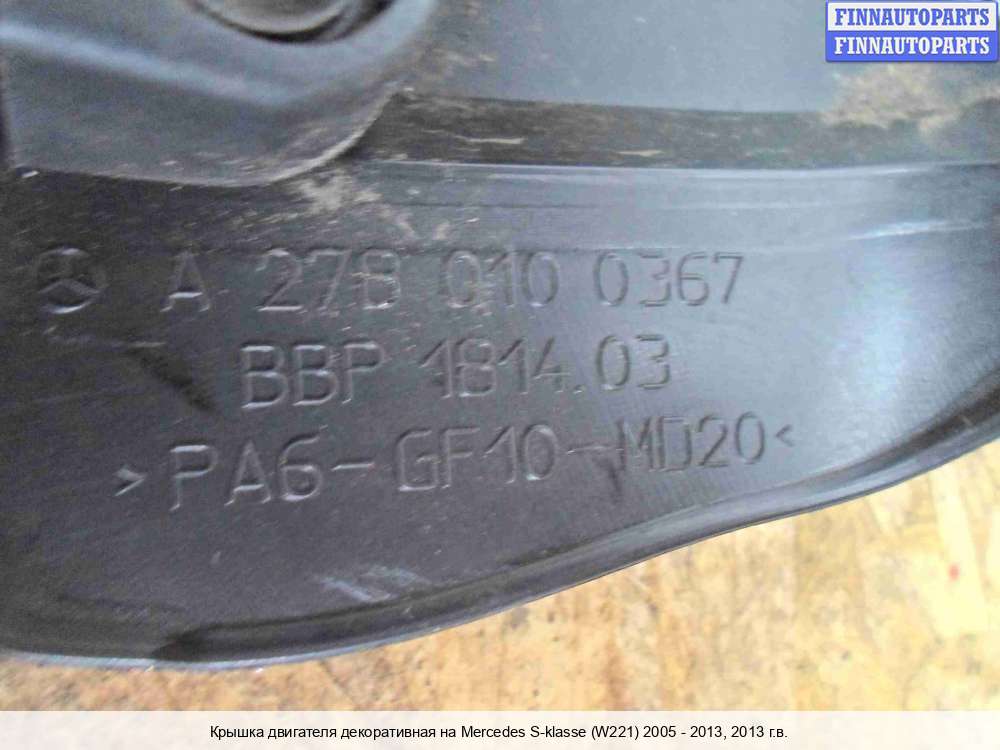 FINNAUTOPARTS
FINNAUTOPARTS
A 278 010 0367
BBP 1814.03
>PA6-GF10-MD20<
Крышка двигателя декоративная на Mercedes S-klasse (W221) 2005 - 2013, 2013 г.в.